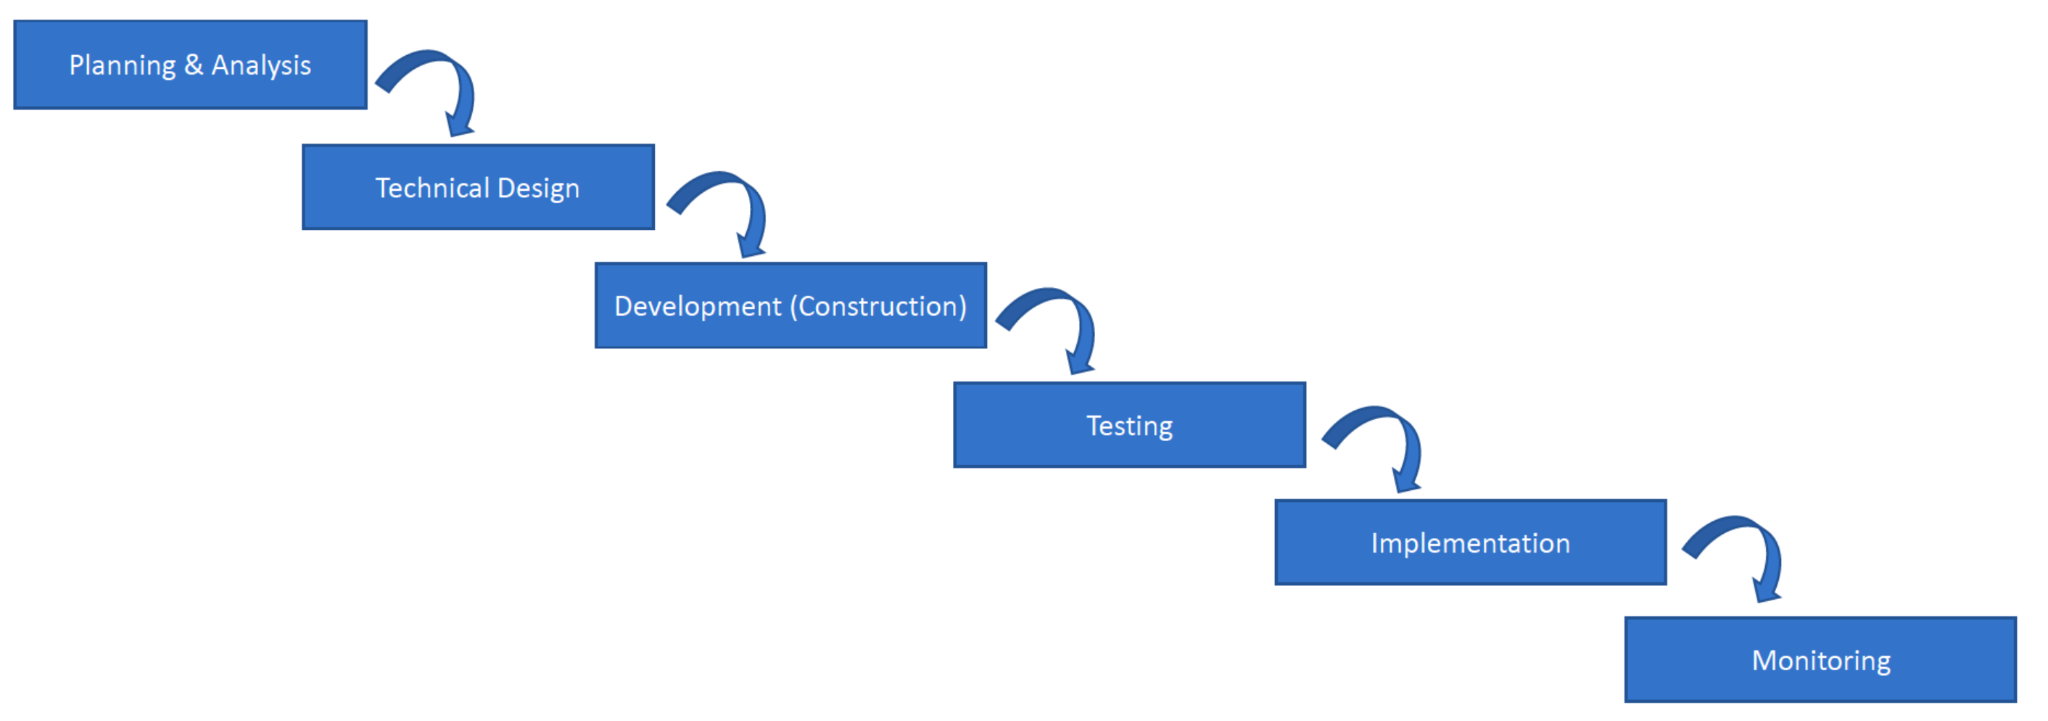 Planning & Analysis
Technical Design
Development (Construction)
Testing
Implementation
Monitoring